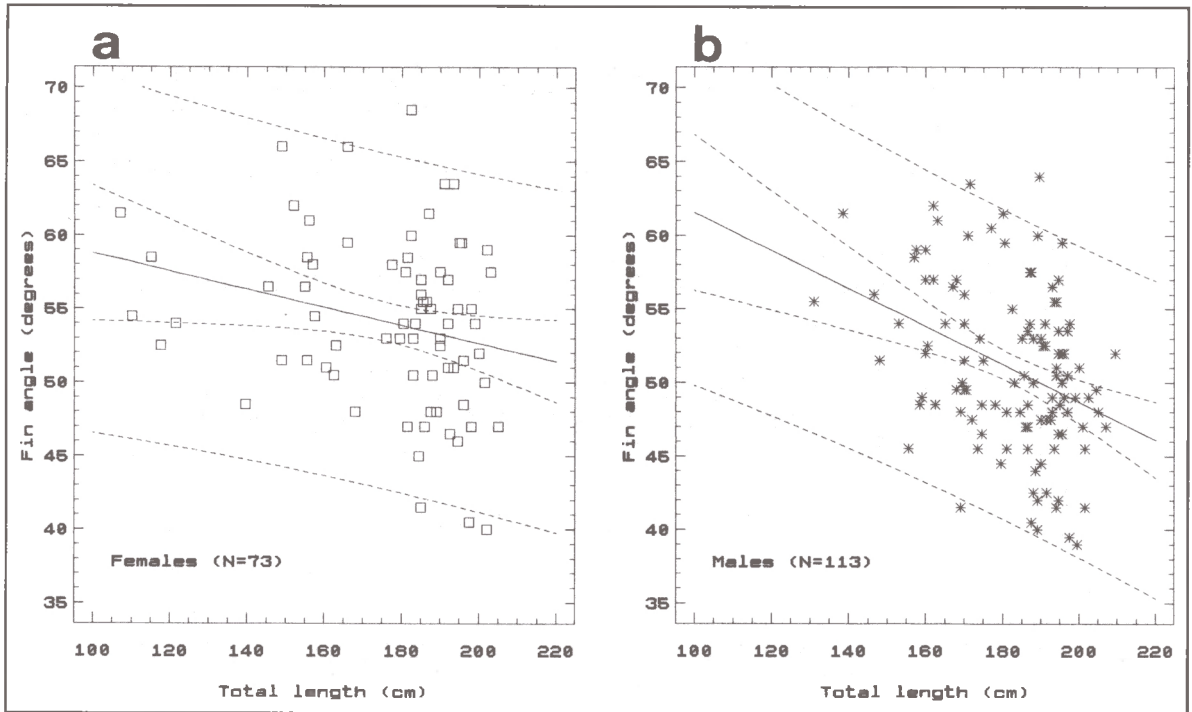 a
70
65
60
55
50
45
40
35
Fin angle (degrees)
Females (N=73)
100 120 140 160 180 200 220
Total length (cm)
b
70
65
60
55
50
45
40
35
Fin angle (degrees)
Males (N=113)
100 120 140 160 180 200 220
Total length (cm)